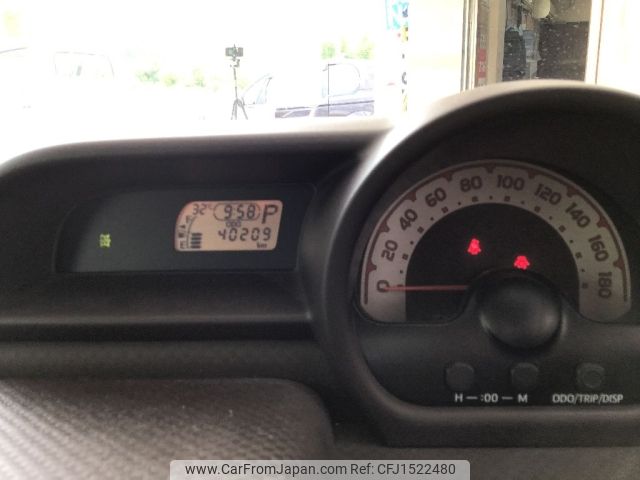 32℃ 9:58 P
ODO
40209
km
0 20 40 60 80 100 120 140 160 180
H —:00— M ODO/TRIP/DISP
www.CarFromJapan.com CFJ1522480